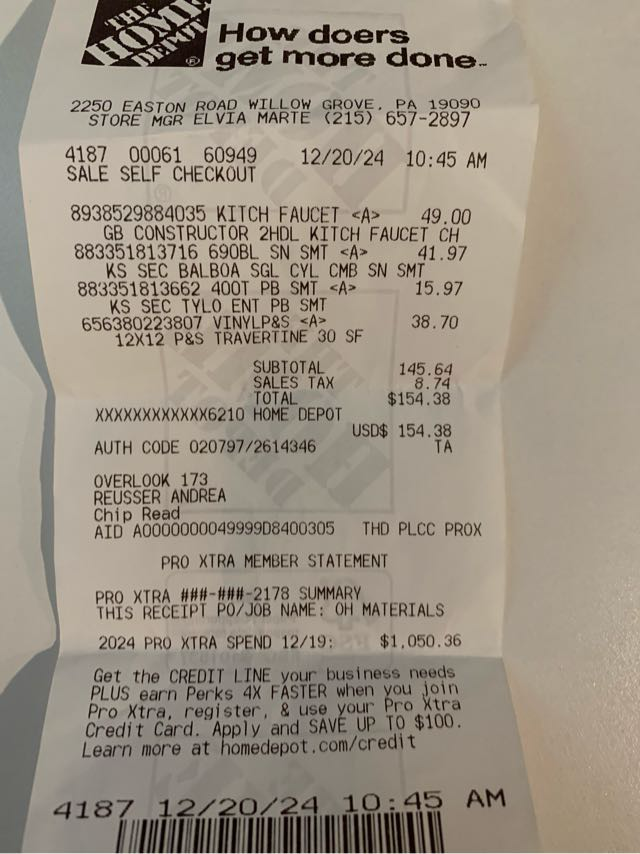 THE
HOME
DEPOT
®
How doers
get more done™
2250 EASTON ROAD WILLOW GROVE, PA 19090
STORE MGR ELVIA MARTE (215) 657-2897
4187 00061 60949 12/20/24 10:45 AM
SALE SELF CHECKOUT
8938529884035 KITCH FAUCET <A> 49.00
GB CONSTRUCTOR 2HDL KITCH FAUCET CH
883351813716 690BL SN SMT <A> 41.97
KS SEC BALBOA SGL CYL CMB SN SMT
883351813662 400T PB SMT <A> 15.97
KS SEC TYLO ENT PB SMT
656380223807 VINYLP&S <A> 38.70
12X12 P&S TRAVERTINE 30 SF
SUBTOTAL 145.64
SALES TAX 8.74
TOTAL $154.38
XXXXXXXXXXXX6210 HOME DEPOT
USD$ 154.38
AUTH CODE 020797/2614346 TA
OVERLOOK 173
REUSSER ANDREA
Chip Read
AID A0000000049999D8400305 THD PLCC PROX
PRO XTRA MEMBER STATEMENT
PRO XTRA ###-###-2178 SUMMARY
THIS RECEIPT PO/JOB NAME: OH MATERIALS
2024 PRO XTRA SPEND 12/19: $1,050.36
Get the CREDIT LINE your business needs
PLUS earn Perks 4X FASTER when you join
Pro Xtra, register, & use your Pro Xtra
Credit Card. Apply and SAVE UP TO $100.
Learn more at homedepot.com/credit
4187 12/20/24 10:45 AM